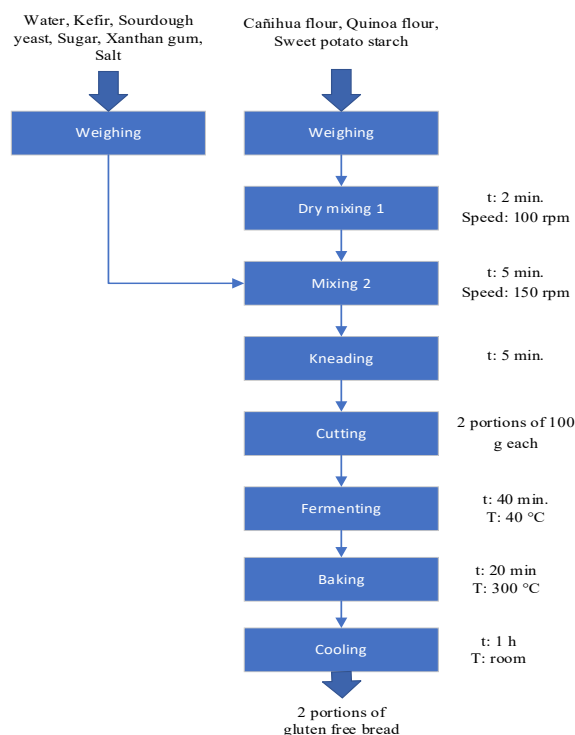 Water, Kefir, Sourdough
yeast, Sugar, Xanthan gum,
Salt
Cañihua flour, Quinoa flour,
Sweet potato starch
Weighing
Weighing
Dry mixing 1
t: 2 min.
Speed: 100 rpm
Mixing 2
t: 5 min.
Speed: 150 rpm
Kneading
t: 5 min.
Cutting
2 portions of 100
g each
Fermenting
t: 40 min.
T: 40 °C
Baking
t: 20 min
T: 300 °C
Cooling
t: 1 h
T: room
2 portions of
gluten free bread